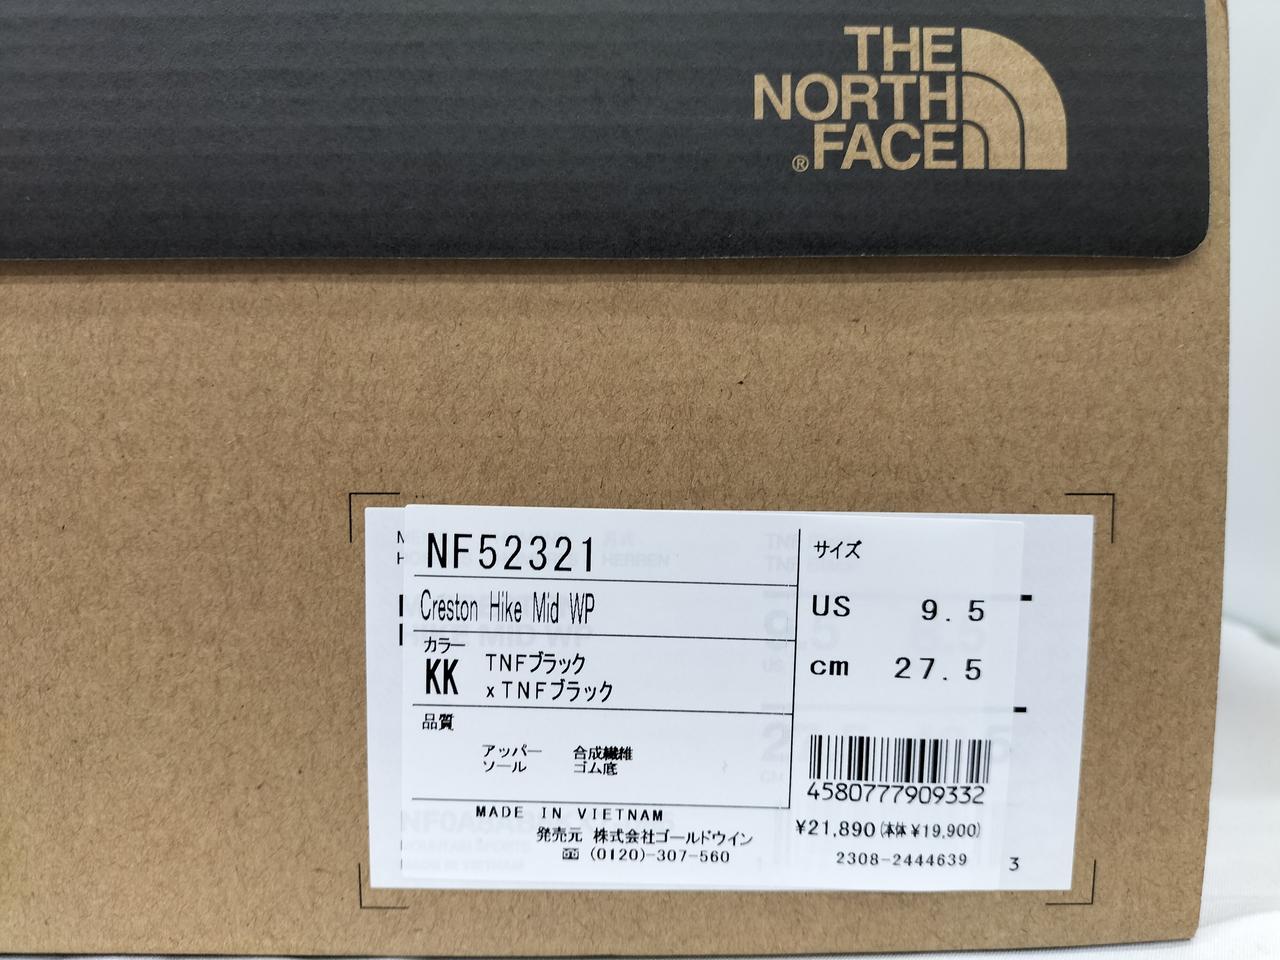 THE
NORTH
FACE
®
NF52321
HERREN
Creston Hike Mid WP
HIKE MID WP
カラー
KK
TNFブラック
xTNFブラック
品質
アッパー 合成繊維
ソール ゴム底
MADE IN VIETNAM
発売元 株式会社ゴールドウイン
(0120)-307-560
サイズ
US 9.5
cm 27.5
4580777909332
¥21,890(本体¥19,900)
2308-2444639
3